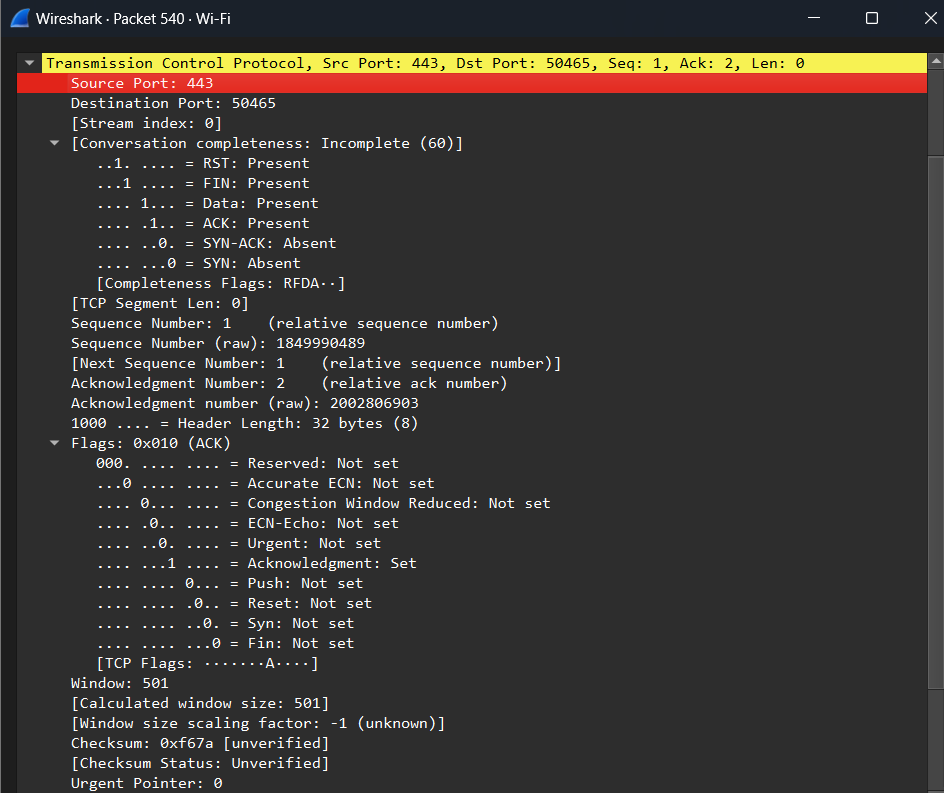 Wireshark · Packet 540 · Wi-Fi
Transmission Control Protocol, Src Port: 443, Dst Port: 50465, Seq: 1, Ack: 2, Len: 0
Source Port: 443
Destination Port: 50465
[Stream index: 0]
[Conversation completeness: Incomplete (60)]
..1. .... = RST: Present
...1 .... = FIN: Present
.... 1... = Data: Present
.... .1.. = ACK: Present
.... ..0. = SYN-ACK: Absent
.... ...0 = SYN: Absent
[Completeness Flags: RFDA··]
[TCP Segment Len: 0]
Sequence Number: 1    (relative sequence number)
Sequence Number (raw): 1849990489
[Next Sequence Number: 1    (relative sequence number)]
Acknowledgment Number: 2    (relative ack number)
Acknowledgment number (raw): 2002806903
1000 .... = Header Length: 32 bytes (8)
Flags: 0x010 (ACK)
000. .... .... = Reserved: Not set
...0 .... .... = Accurate ECN: Not set
.... 0... .... = Congestion Window Reduced: Not set
.... .0.. .... = ECN-Echo: Not set
.... ..0. .... = Urgent: Not set
.... ...1 .... = Acknowledgment: Set
.... .... 0... = Push: Not set
.... .... .0.. = Reset: Not set
.... .... ..0. = Syn: Not set
.... .... ...0 = Fin: Not set
[TCP Flags: ·······A····]
Window: 501
[Calculated window size: 501]
[Window size scaling factor: -1 (unknown)]
Checksum: 0xf67a [unverified]
[Checksum Status: Unverified]
Urgent Pointer: 0